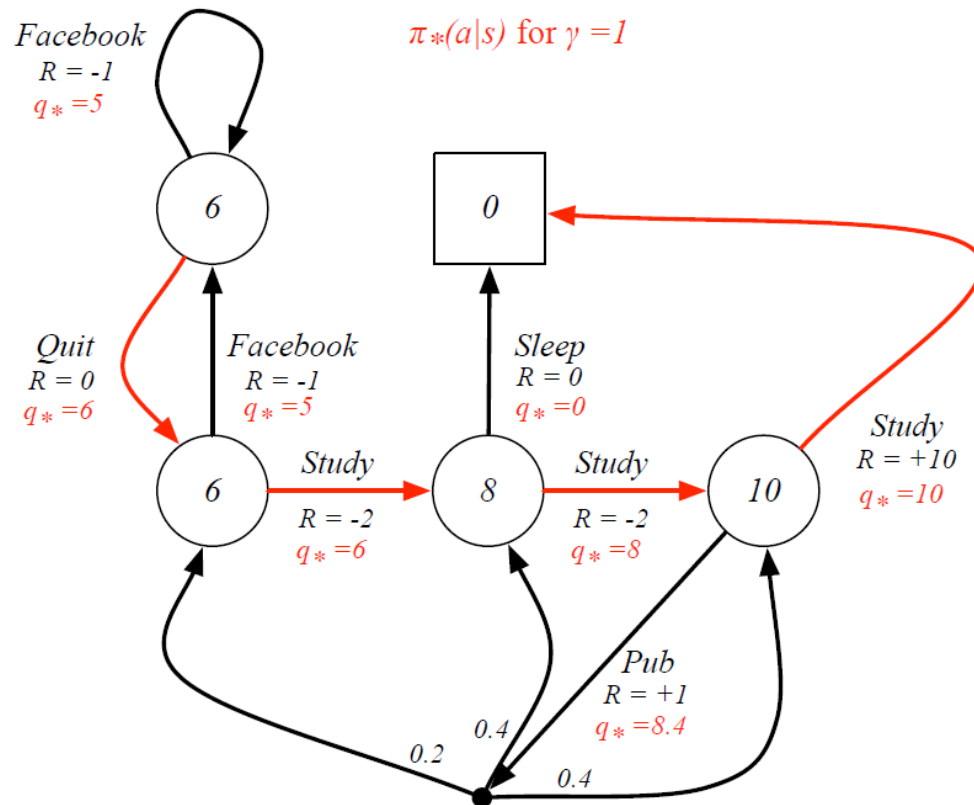 Facebook
R = -1
q* =5
π*(a|s) for γ =1
6
0
Quit
R = 0
q* =6
Facebook
R = -1
q* =5
Sleep
R = 0
q* =0
Study
R = +10
q* =10
6
Study
R = -2
q* =6
8
Study
R = -2
q* =8
10
Pub
R = +1
q* =8.4
0.2
0.4
0.4